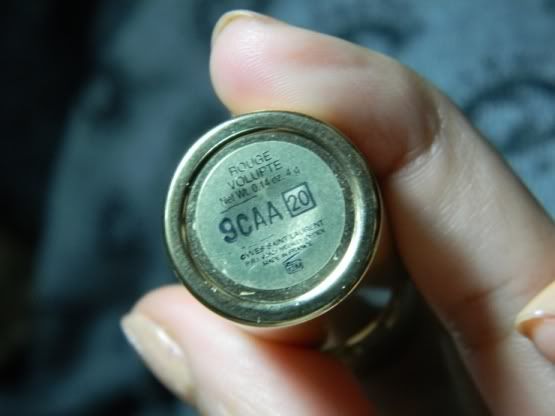 ROUGE
VOLUPTE
Net Wt. 0.14 oz. 4 g
9CAA 20
©YVES SAINT LAURENT
MADE IN FRANCE